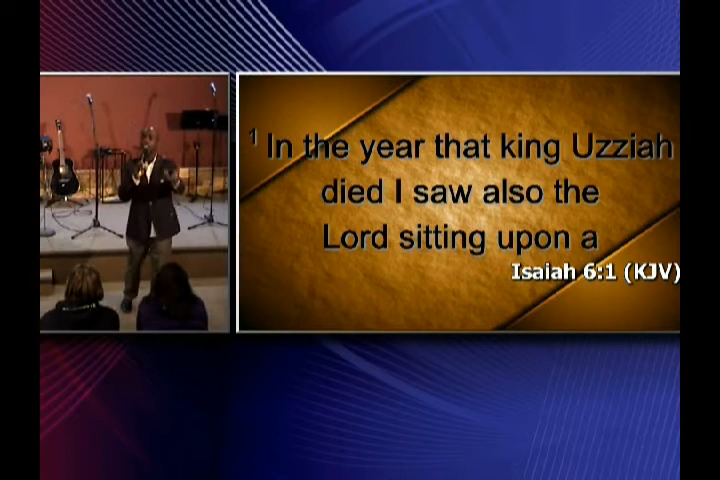 1 In the year that king Uzziah
died I saw also the
Lord sitting upon a
Isaiah 6:1 (KJV)